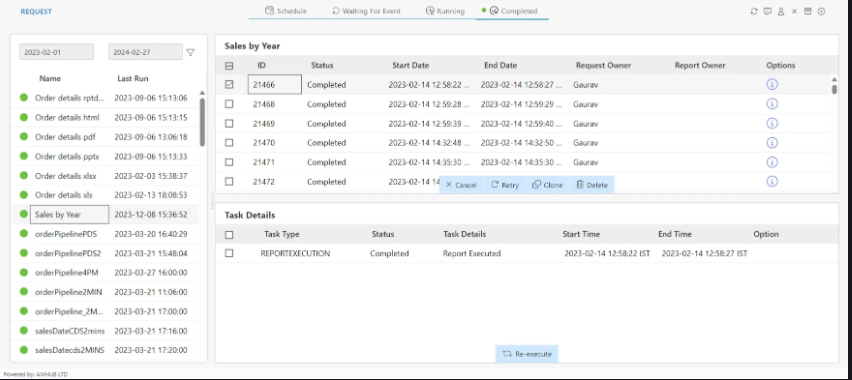 REQUEST
Schedule
Waiting For Event
Running
Completed
2023-02-01
2024-02-27
Name Last Run
Order details rptd... 2023-09-06 15:13:06
Order details html 2023-09-06 15:13:15
Order details pdf 2023-09-06 13:06:18
Order details pptx 2023-09-06 15:13:33
Order details xlsx 2023-02-03 15:38:37
Order details xls 2023-02-13 18:08:53
Sales by Year 2023-12-08 15:36:52
orderPipelinePDS 2023-03-20 16:40:29
orderPipelinePDS2 2023-03-21 15:48:04
orderPipeline4PM 2023-03-27 16:00:00
orderPipeline2MIN 2023-03-21 11:06:00
orderPipeline_2M... 2023-03-21 17:00:00
salesDateCDS2mins 2023-03-21 17:16:00
salesDatecds2MINS 2023-03-21 17:20:00
Sales by Year
ID Status Start Date End Date Request Owner Report Owner Options
21466 Completed 2023-02-14 12:58:22 ... 2023-02-14 12:58:27 ... Gaurav
21468 Completed 2023-02-14 12:59:28 ... 2023-02-14 12:59:29 ... Gaurav
21469 Completed 2023-02-14 12:59:39 ... 2023-02-14 12:59:40 ... Gaurav
21470 Completed 2023-02-14 14:32:48 ... 2023-02-14 14:32:50 ... Gaurav
21471 Completed 2023-02-14 14:35:30 ... 2023-02-14 14:35:30 ... Gaurav
21472 Completed 2023-02-14 14
Cancel Retry Clone Delete
Task Details
Task Type Status Task Details Start Time End Time Option
REPORTEXECUTION Completed Report Executed 2023-02-14 12:58:22 IST 2023-02-14 12:58:27 IST
Re-execute
Powered by: AIVHUB LTD